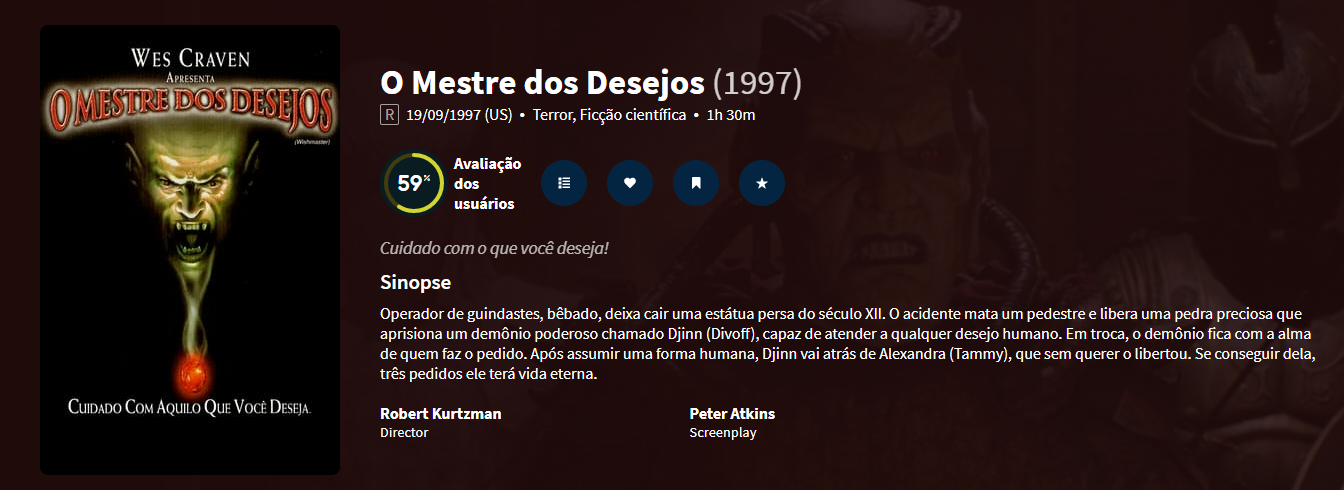 WES CRAVEN
APRESENTA
O MESTRE DOS DESEJOS
(Wishmaster)
CUIDADO COM AQUILO QUE VOCÊ DESEJA.
O Mestre dos Desejos (1997)
R 19/09/1997 (US) • Terror, Ficção científica • 1h 30m
59%
Avaliação
dos
usuários
Cuidado com o que você deseja!
Sinopse
Operador de guindastes, bêbado, deixa cair uma estátua persa do século XII. O acidente mata um pedestre e libera uma pedra preciosa que
aprisiona um demônio poderoso chamado Djinn (Divoff), capaz de atender a qualquer desejo humano. Em troca, o demônio fica com a alma
de quem faz o pedido. Após assumir uma forma humana, Djinn vai atrás de Alexandra (Tammy), que sem querer o libertou. Se conseguir dela,
três pedidos ele terá vida eterna.
Robert Kurtzman
Director
Peter Atkins
Screenplay